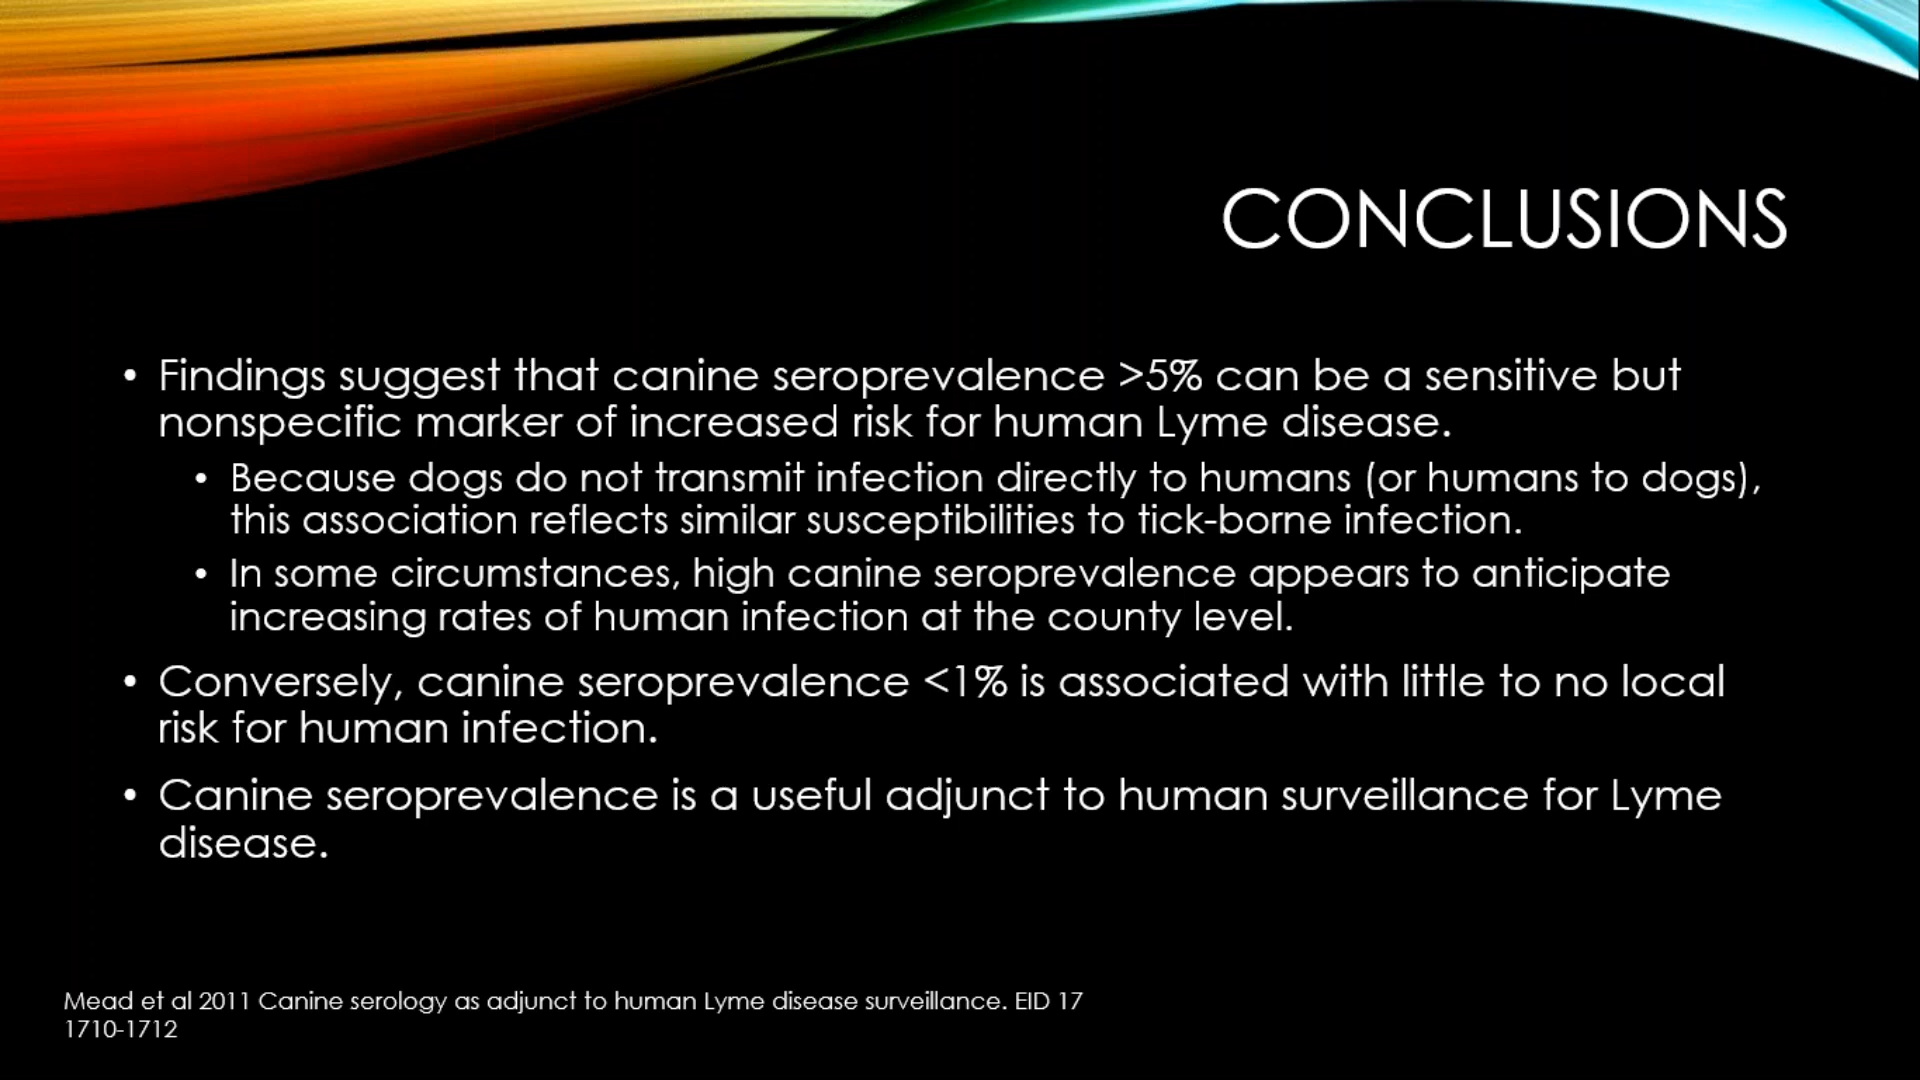 CONCLUSIONS
• Findings suggest that canine seroprevalence >5% can be a sensitive but
nonspecific marker of increased risk for human Lyme disease.
• Because dogs do not transmit infection directly to humans (or humans to dogs),
this association reflects similar susceptibilities to tick-borne infection.
• In some circumstances, high canine seroprevalence appears to anticipate
increasing rates of human infection at the county level.
• Conversely, canine seroprevalence <1% is associated with little to no local
risk for human infection.
• Canine seroprevalence is a useful adjunct to human surveillance for Lyme
disease.
Mead et al 2011 Canine serology as adjunct to human Lyme disease surveillance. EID 17
1710-1712